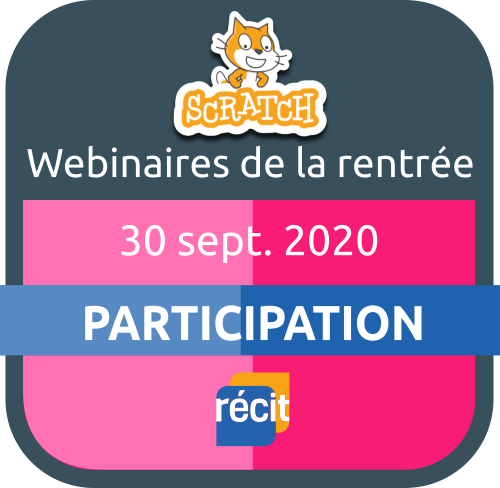 SCRATCH
Webinaires de la rentrée
30 sept. 2020
PARTICIPATION
récit